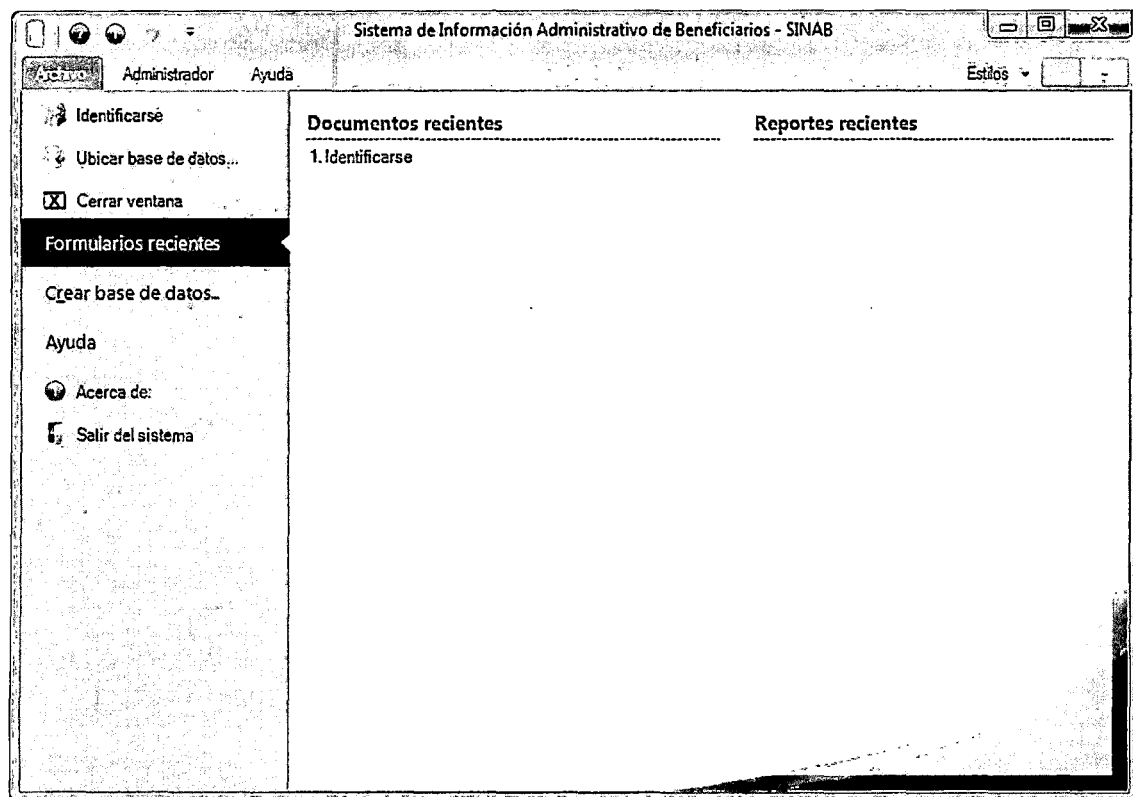 Sistema de Información Administrativo de Beneficiarios - SINAB
Archivo Administrador Ayuda Estilos
Identificarse
Ubicar base de datos...
Cerrar ventana
Formularios recientes
Crear base de datos...
Ayuda
Acerca de:
Salir del sistema
Documentos recientes
1. Identificarse
Reportes recientes